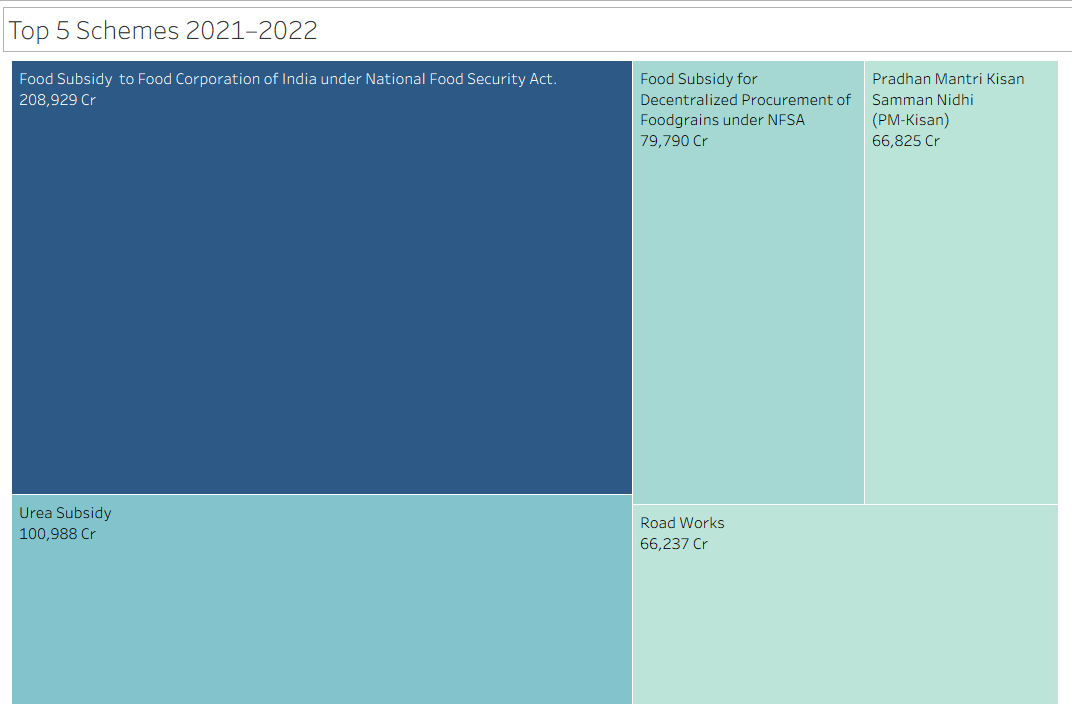 Top 5 Schemes 2021–2022
Food Subsidy  to Food Corporation of India under National Food Security Act.
208,929 Cr
Food Subsidy for
Decentralized Procurement of
Foodgrains under NFSA
79,790 Cr
Pradhan Mantri Kisan
Samman Nidhi
(PM-Kisan)
66,825 Cr
Urea Subsidy
100,988 Cr
Road Works
66,237 Cr